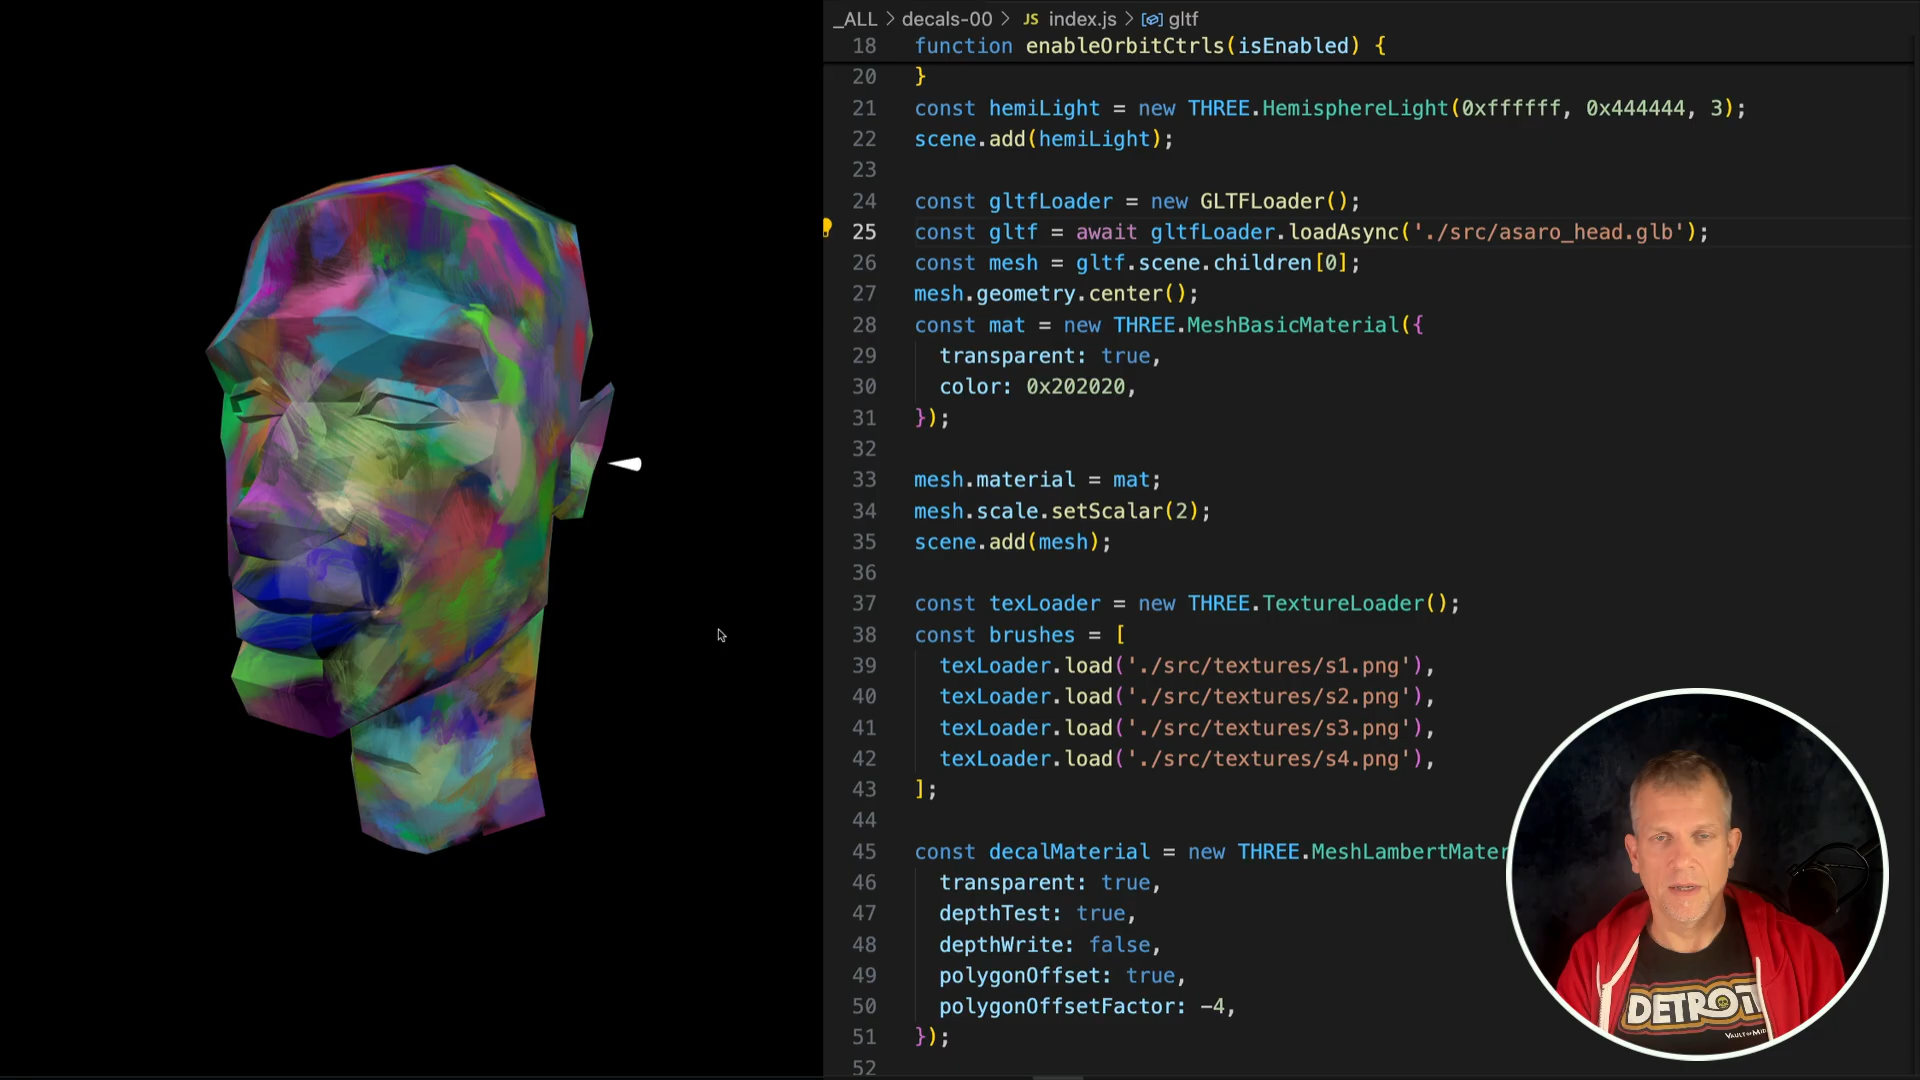 _ALL > decals-00 > JS index.js > gltf
18 function enableOrbitCtrls(isEnabled) {
20 }
21 const hemiLight = new THREE.HemisphereLight(0xffffff, 0x444444, 3);
22 scene.add(hemiLight);
23
24 const gltfLoader = new GLTFLoader();
25 const gltf = await gltfLoader.loadAsync('./src/asaro_head.glb');
26 const mesh = gltf.scene.children[0];
27 mesh.geometry.center();
28 const mat = new THREE.MeshBasicMaterial({
29 transparent: true,
30 color: 0x202020,
31 });
32
33 mesh.material = mat;
34 mesh.scale.setScalar(2);
35 scene.add(mesh);
36
37 const texLoader = new THREE.TextureLoader();
38 const brushes = [
39 texLoader.load('./src/textures/s1.png'),
40 texLoader.load('./src/textures/s2.png'),
41 texLoader.load('./src/textures/s3.png'),
42 texLoader.load('./src/textures/s4.png'),
43 ];
44
45 const decalMaterial = new THREE.MeshLambertMater
46 transparent: true,
47 depthTest: true,
48 depthWrite: false,
49 polygonOffset: true,
50 polygonOffsetFactor: -4,
51 });
52
DETROIT